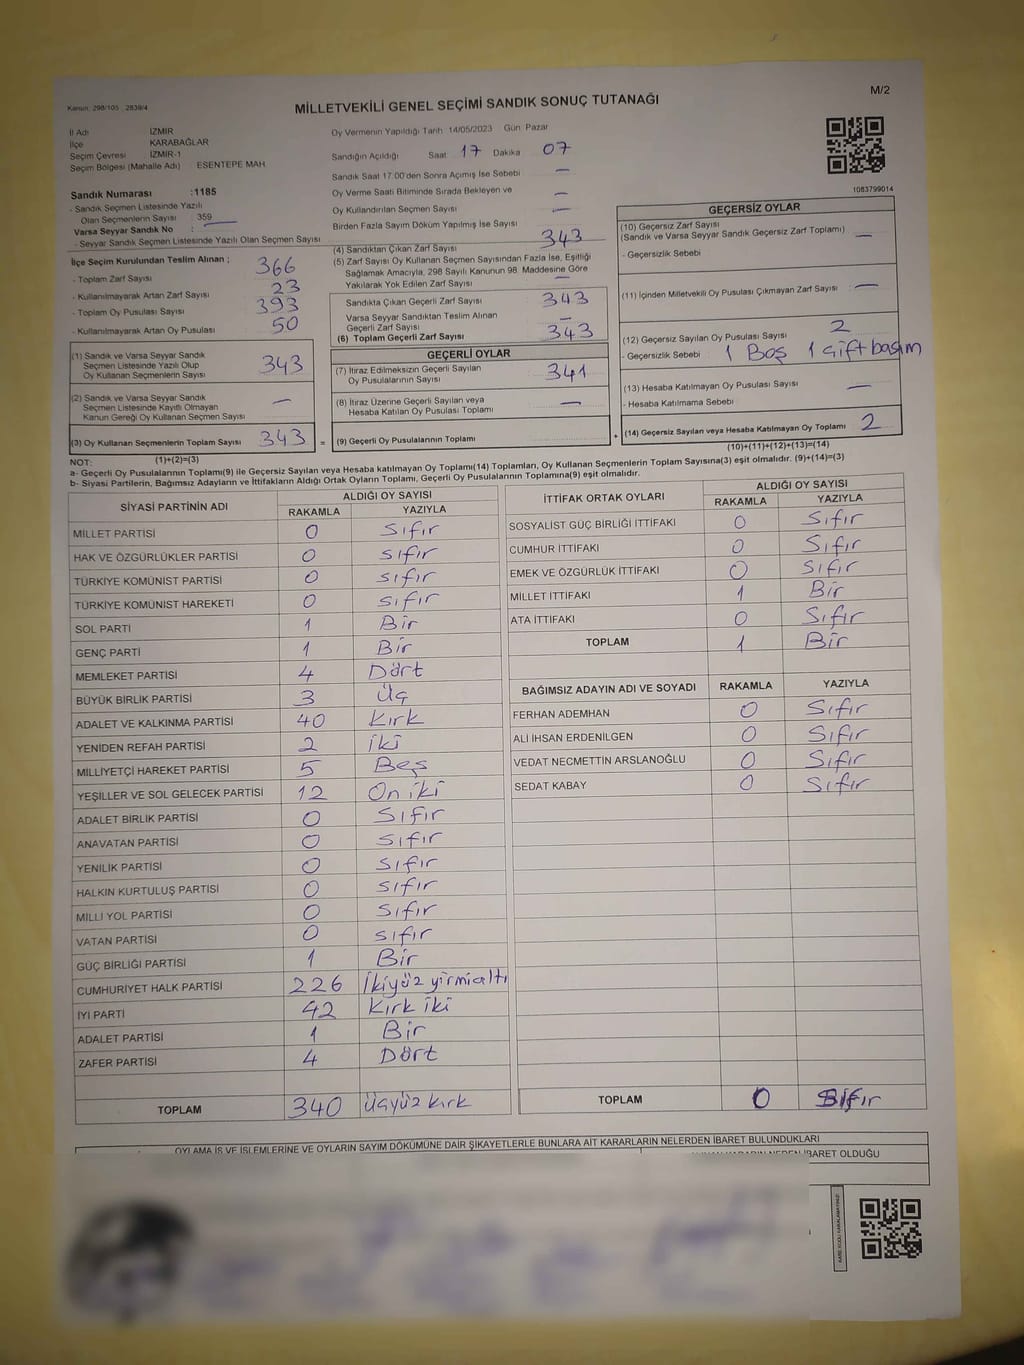 M/2
Kanun: 298/105 , 2839/4
MİLLETVEKİLİ GENEL SEÇİMİ SANDIK SONUÇ TUTANAĞI
İl Adı İZMİR
İlçe KARABAĞLAR
Seçim Çevresi İZMİR-1
Seçim Bölgesi (Mahalle Adı) ESENTEPE MAH
Sandık Numarası :1185
- Sandık Seçmen Listesinde Yazılı
Olan Seçmenlerin Sayısı : 359
Varsa Seyyar Sandık No :
- Seyyar Sandık Seçmen Listesinde Yazılı Olan Seçmen Sayısı
İlçe Seçim Kurulundan Teslim Alınan ;
- Toplam Zarf Sayısı 366
- Kullanılmayarak Artan Zarf Sayısı 23
- Toplam Oy Pusulası Sayısı 393
- Kullanılmayarak Artan Oy Pusulası 50
(1) Sandık ve Varsa Seyyar Sandık
Seçmen Listesinde Yazılı Olup
Oy Kullanan Seçmenlerin Sayısı 343
(2) Sandık ve Varsa Seyyar Sandık
Seçmen Listesinde Kayıtlı Olmayan
Kanun Gereği Oy Kullanan Seçmen Sayısı —
(3) Oy Kullanan Seçmenlerin Toplam Sayısı 343 =
(1)+(2)=(3)
Oy Vermenin Yapıldığı Tarih 14/05/2023 Gün Pazar
Sandığın Açıldığı Saat 17 Dakika 07
Sandık Saat 17:00'den Sonra Açımış İse Sebebi —
Oy Verme Saati Bitiminde Sırada Bekleyen ve —
Oy Kullandırılan Seçmen Sayısı —
Birden Fazla Sayım Döküm Yapılmış İse Sayısı
(4) Sandıktan Çıkan Zarf Sayısı 343
(5) Zarf Sayısı Oy Kullanan Seçmen Sayısından Fazla İse, Eşitliği
Sağlamak Amacıyla, 298 Sayılı Kanunun 98. Maddesine Göre
Yakılarak Yok Edilen Zarf Sayısı —
Sandıkta Çıkan Geçerli Zarf Sayısı 343
Varsa Seyyar Sandıktan Teslim Alınan
Geçerli Zarf Sayısı —
(6) Toplam Geçerli Zarf Sayısı 343
GEÇERLİ OYLAR
(7) İtiraz Edilmeksizin Geçerli Sayılan
Oy Pusulalarının Sayısı 341
(8) İtiraz Üzerine Geçerli Sayılan veya
Hesaba Katılan Oy Pusulası Toplamı —
(9) Geçerli Oy Pusulalarının Toplamı +
1083799014
GEÇERSİZ OYLAR
(10) Geçersiz Zarf Sayısı
(Sandık ve Varsa Seyyar Sandık Geçersiz Zarf Toplamı) —
- Geçersizlik Sebebi
(11) İçinden Milletvekili Oy Pusulası Çıkmayan Zarf Sayısı : —
(12) Geçersiz Sayılan Oy Pusulası Sayısı 2
- Geçersizlik Sebebi 1 Boş 1 Çift basım
(13) Hesaba Katılmayan Oy Pusulası Sayısı —
- Hesaba Katılmama Sebebi
(14) Geçersiz Sayılan veya Hesaba Katılmayan Oy Toplamı 2
(10)+(11)+(12)+(13)=(14)
NOT:
a- Geçerli Oy Pusulalarının Toplamı(9) ile Geçersiz Sayılan veya Hesaba katılmayan Oy Toplamı(14) Toplamları, Oy Kullanan Seçmenlerin Toplam Sayısına(3) eşit olmalıdır. (9)+(14)=(3)
b- Siyasi Partilerin, Bağımsız Adayların ve İttifakların Aldığı Ortak Oyların Toplamı, Geçerli Oy Pusulalarının Toplamına(9) eşit olmalıdır.
SİYASİ PARTİNİN ADI ALDIĞI OY SAYISI
RAKAMLA YAZIYLA
MİLLET PARTİSİ 0 Sıfır
HAK VE ÖZGÜRLÜKLER PARTİSİ 0 Sıfır
TÜRKİYE KOMÜNİST PARTİSİ 0 Sıfır
TÜRKİYE KOMÜNİST HAREKETİ 0 Sıfır
SOL PARTİ 1 Bir
GENÇ PARTİ 1 Bir
MEMLEKET PARTİSİ 4 Dört
BÜYÜK BİRLİK PARTİSİ 3 Üç
ADALET VE KALKINMA PARTİSİ 40 Kırk
YENİDEN REFAH PARTİSİ 2 İki
MİLLİYETÇİ HAREKET PARTİSİ 5 Beş
YEŞİLLER VE SOL GELECEK PARTİSİ 12 On iki
ADALET BİRLİK PARTİSİ 0 Sıfır
ANAVATAN PARTİSİ 0 Sıfır
YENİLİK PARTİSİ 0 Sıfır
HALKIN KURTULUŞ PARTİSİ 0 Sıfır
MİLLİ YOL PARTİSİ 0 Sıfır
VATAN PARTİSİ 0 Sıfır
GÜÇ BİRLİĞİ PARTİSİ 1 Bir
CUMHURİYET HALK PARTİSİ 226 İkiyüz yirmialtı
İYİ PARTİ 42 Kırk iki
ADALET PARTİSİ 1 Bir
ZAFER PARTİSİ 4 Dört
TOPLAM 340 Üçyüz kırk
İTTİFAK ORTAK OYLARI ALDIĞI OY SAYISI
RAKAMLA YAZIYLA
SOSYALİST GÜÇ BİRLİĞİ İTTİFAKI 0 Sıfır
CUMHUR İTTİFAKI 0 Sıfır
EMEK VE ÖZGÜRLÜK İTTİFAKI 0 Sıfır
MİLLET İTTİFAKI 1 Bir
ATA İTTİFAKI 0 Sıfır
TOPLAM 1 Bir
BAĞIMSIZ ADAYIN ADI VE SOYADI RAKAMLA YAZIYLA
FERHAN ADEMHAN 0 Sıfır
ALİ İHSAN ERDENİLGEN 0 Sıfır
VEDAT NECMETTİN ARSLANOĞLU 0 Sıfır
SEDAT KABAY 0 Sıfır
TOPLAM 0 Sıfır
OYLAMA İŞ VE İŞLEMLERİNE VE OYLARIN SAYIM DÖKÜMÜNE DAİR ŞİKAYETLERLE BUNLARA AİT KARARLARIN NELERDEN İBARET BULUNDUKLARI
İBARET OLDUĞU